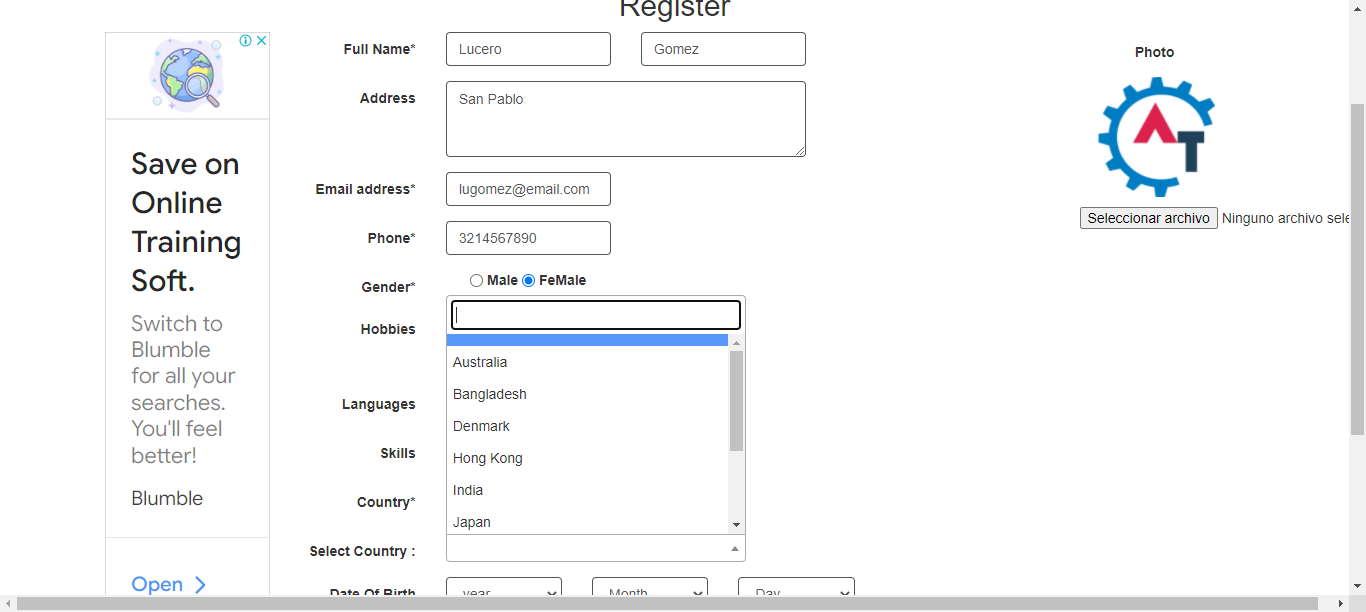 Register
Save on
Online
Training
Soft.
Switch to
Blumble
for all your
searches.
You'll feel
better!
Blumble
Open
Full Name* Lucero Gomez
Address San Pablo
Email address* lugomez@email.com
Phone* 3214567890
Gender* Male FeMale
Hobbies
Australia
Bangladesh
Languages
Denmark
Skills
Hong Kong
India
Country*
Japan
Select Country :
Date Of Birth year Month Day
Photo
AT
Seleccionar archivo Ninguno archivo sele